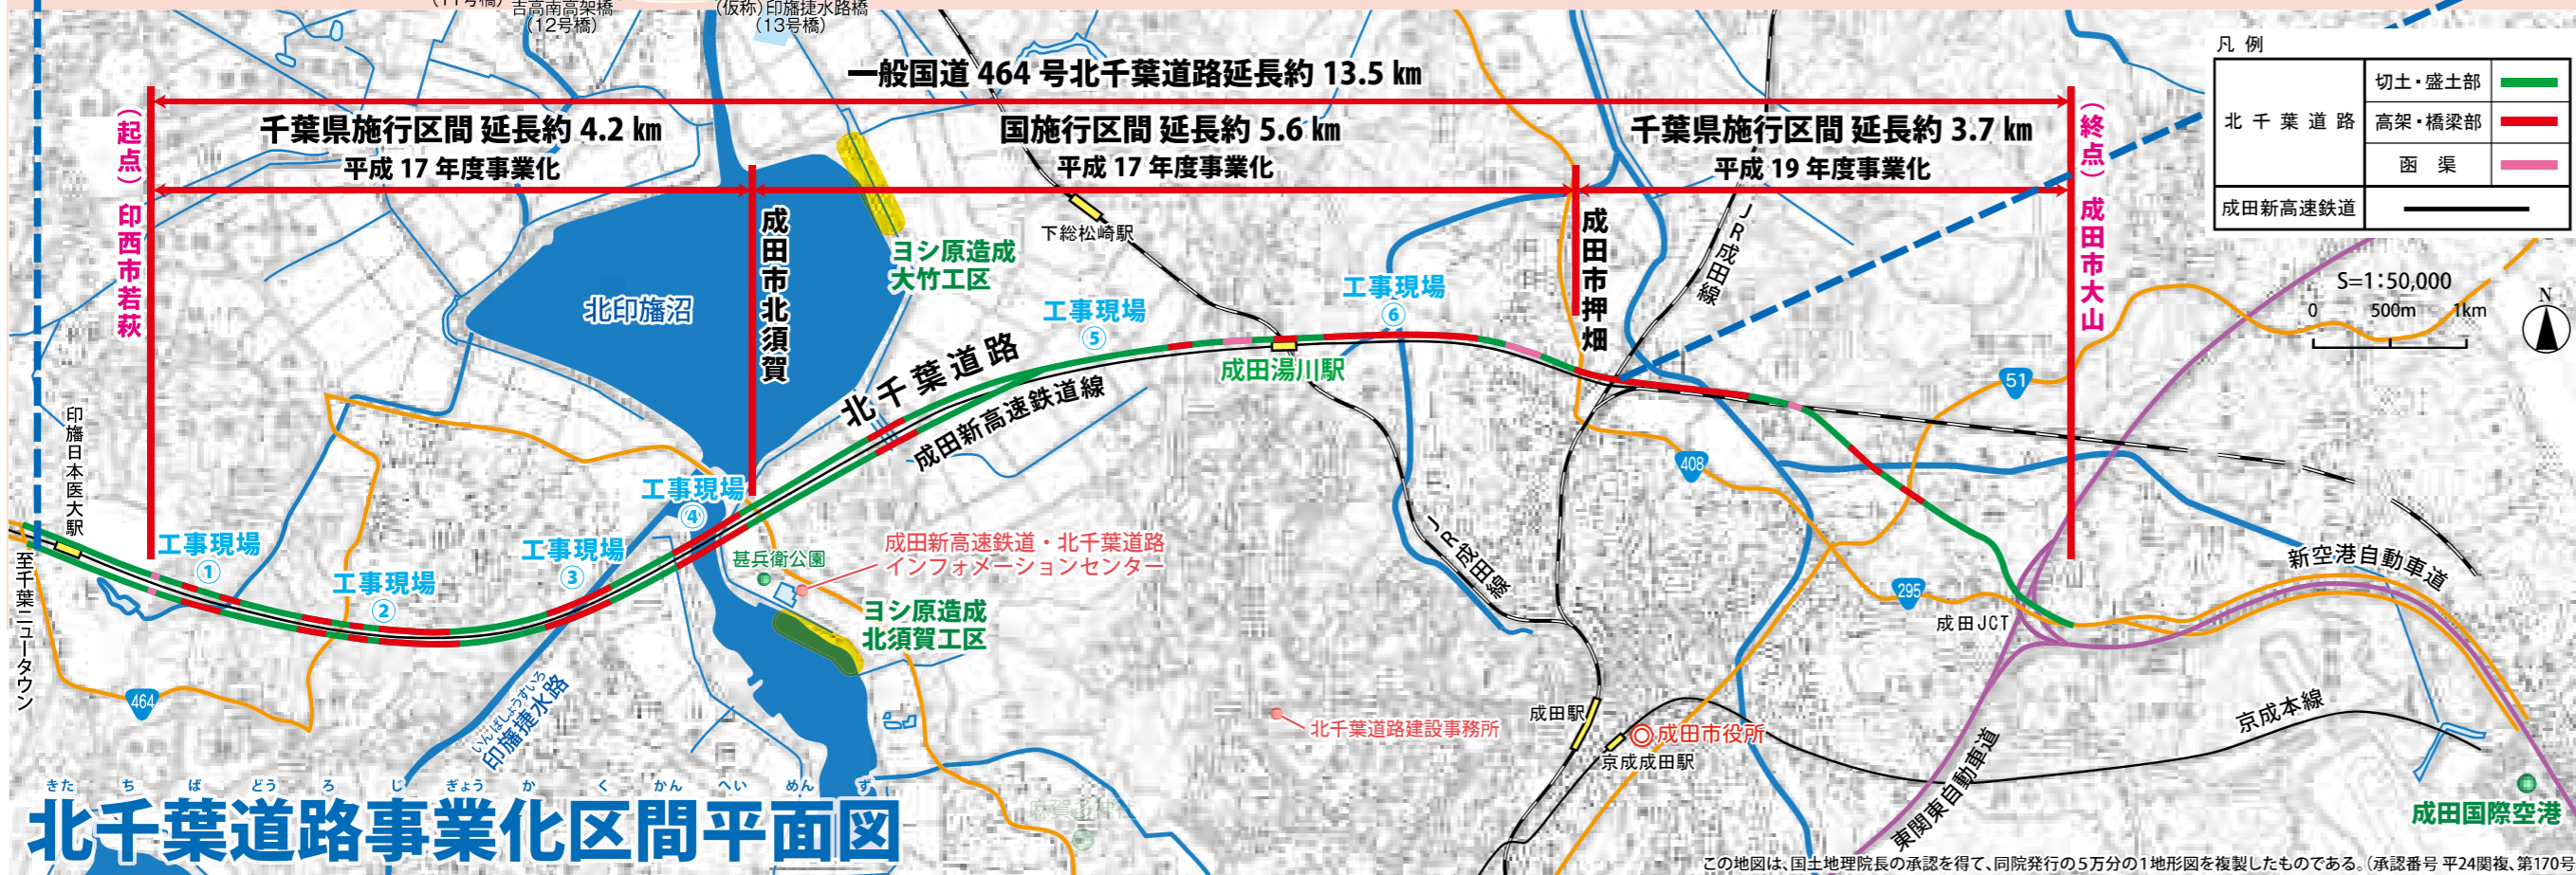 吉高南高架橋
(12号橋)
(仮称)印旛捷水路橋
(13号橋)
一般国道 464 号北千葉道路延長約 13.5 ㎞
千葉県施行区間 延長約 4.2 ㎞
平成 17 年度事業化
国施行区間 延長約 5.6 ㎞
平成 17 年度事業化
千葉県施行区間 延長約 3.7 ㎞
平成 19 年度事業化
(起点) 印西市若萩
成田市北須賀
成田市押畑
(終点) 成田市大山
凡 例
北 千 葉 道 路
切土・盛土部
高架・橋梁部
函 渠
成田新高速鉄道
S=1:50,000
0 500m 1km
N
北印旛沼
ヨシ原造成
大竹工区
下総松崎駅
JR成田線
工事現場
⑤
工事現場
⑥
成田湯川駅
北千葉道路
成田新高速鉄道線
51
408
295
464
印旛日本医大駅
至千葉ニュータウン
工事現場
①
工事現場
②
工事現場
③
工事現場
④
甚兵衛公園
成田新高速鉄道・北千葉道路
インフォメーションセンター
ヨシ原造成
北須賀工区
いんばしょうすいろ
印旛捷水路
JR成田線
北千葉道路建設事務所
成田駅
京成成田駅
成田市役所
成田JCT
新空港自動車道
東関東自動車道
京成本線
成田国際空港
麻賀多神社
きた ち ば どう ろ じ ぎょう か く かん へい めん ず
北千葉道路事業化区間平面図
この地図は、国土地理院長の承認を得て、同院発行の5万分の1地形図を複製したものである。(承認番号 平24関複、第170号